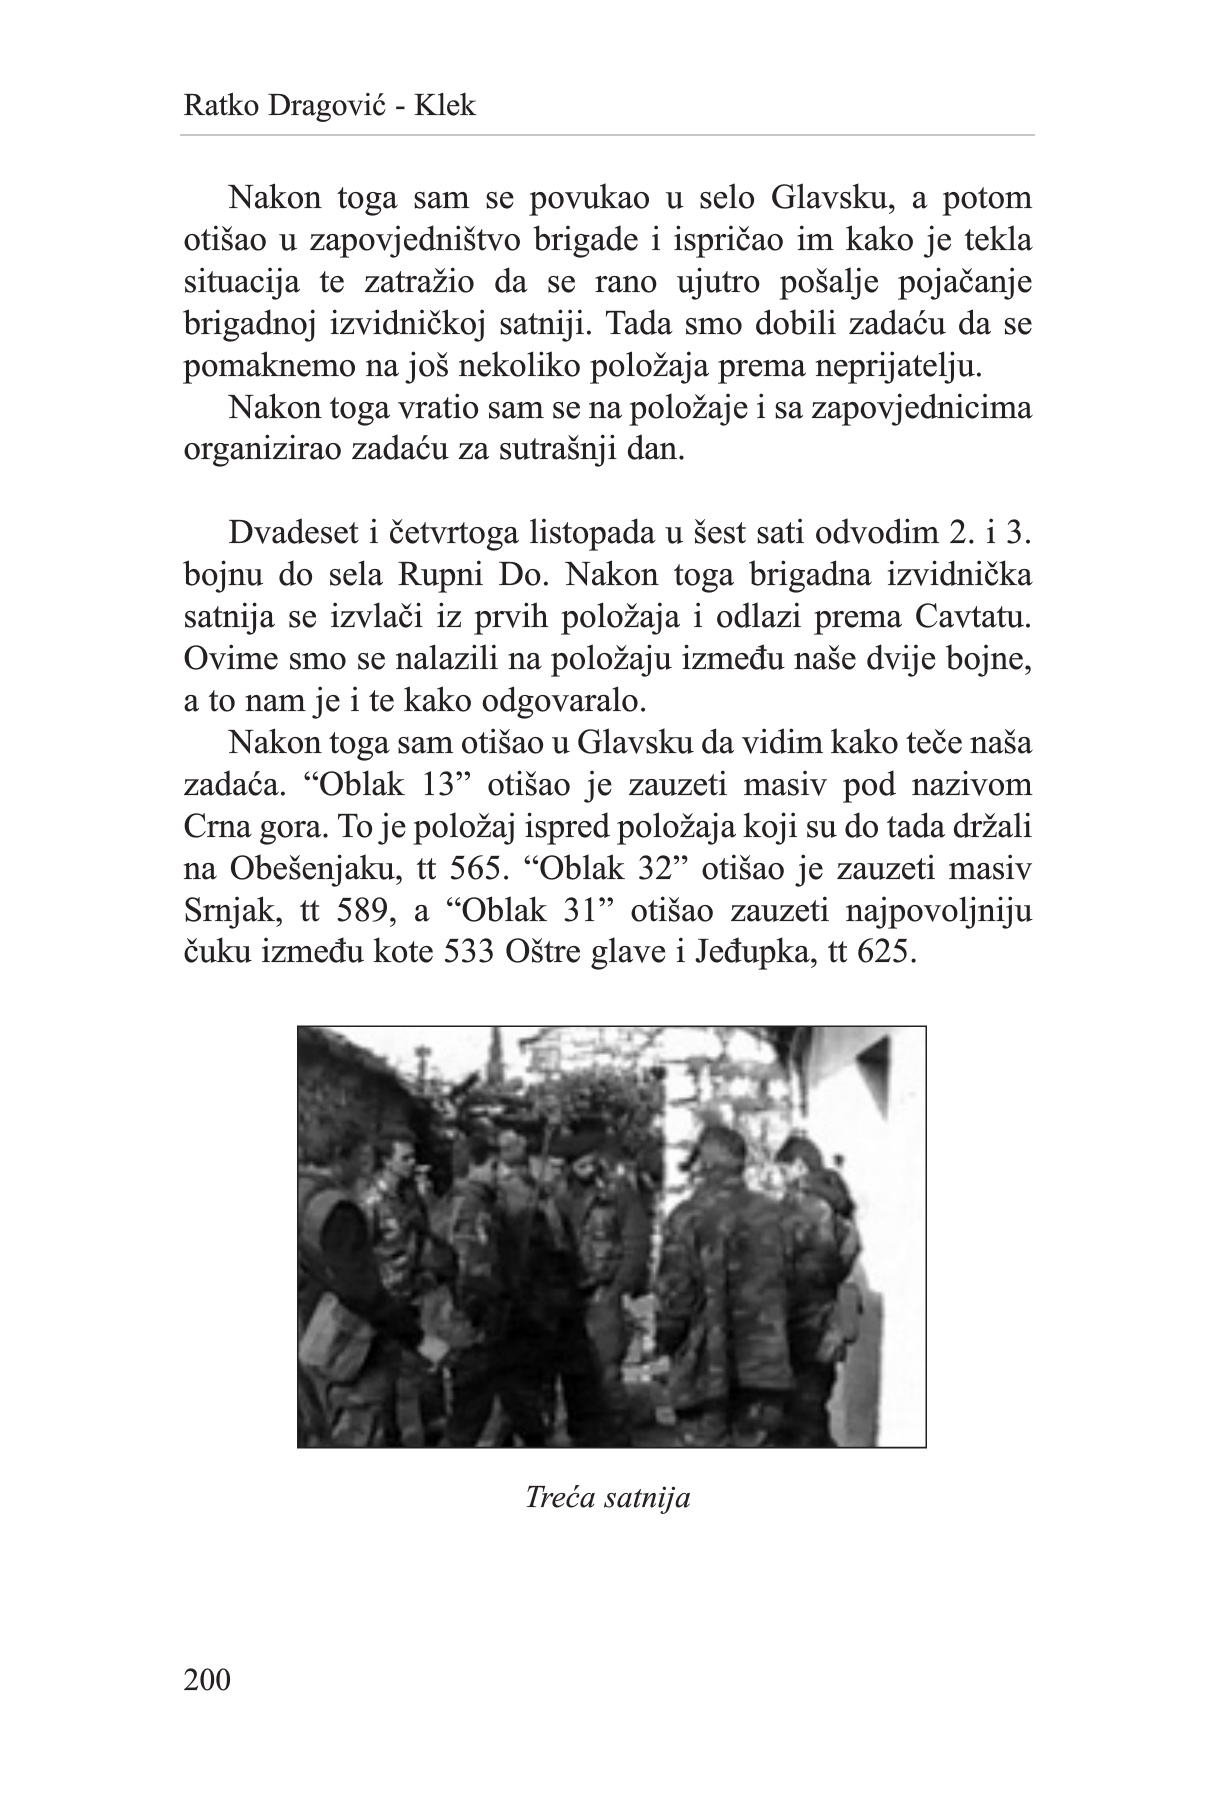 Ratko Dragović - Klek
Nakon toga sam se povukao u selo Glavsku, a potom
otišao u zapovjedništvo brigade i ispričao im kako je tekla
situacija te zatražio da se rano ujutro pošalje pojačanje
brigadnoj izvidničkoj satniji. Tada smo dobili zadaću da se
pomaknemo na još nekoliko položaja prema neprijatelju.
Nakon toga vratio sam se na položaje i sa zapovjednicima
organizirao zadaću za sutrašnji dan.
Dvadeset i četvrtoga listopada u šest sati odvodim 2. i 3.
bojnu do sela Rupni Do. Nakon toga brigadna izvidnička
satnija se izvlači iz prvih položaja i odlazi prema Cavtatu.
Ovime smo se nalazili na položaju između naše dvije bojne,
a to nam je i te kako odgovaralo.
Nakon toga sam otišao u Glavsku da vidim kako teče naša
zadaća. “Oblak 13” otišao je zauzeti masiv pod nazivom
Crna gora. To je položaj ispred položaja koji su do tada držali
na Obešenjaku, tt 565. “Oblak 32” otišao je zauzeti masiv
Srnjak, tt 589, a “Oblak 31” otišao zauzeti najpovoljniju
čuku između kote 533 Oštre glave i Jeđupka, tt 625.
Treća satnija
200